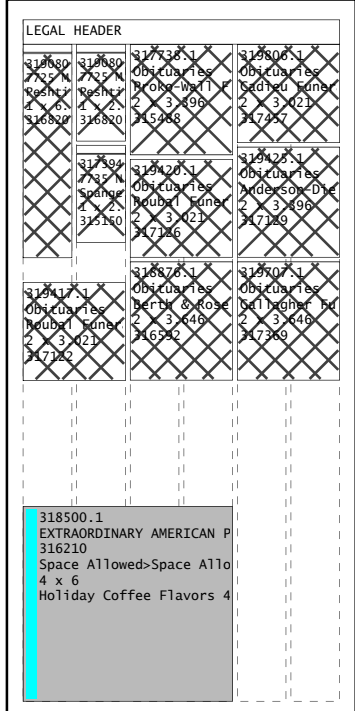 LEGAL HEADER
319080
7725 N
Peshti
1 x 6.
316820
319080
7725 N
Peshti
1 x 2.
316820
317738.1
Obituaries
Proko-Wall F
2 x 3.396
315488
319806.1
Obituaries
Cadieu Funer
2 x 3.021
317457
317394
7735 N
Spange
1 x 2.
315150
319420.1
Obituaries
Roubal Funer
2 x 3.021
317126
319425.1
Obituaries
Anderson-Die
2 x 3.396
317129
319417.1
Obituaries
Roubal Funer
2 x 3.021
317122
318876.1
Obituaries
Berth & Rose
2 x 3.646
316592
319707.1
Obituaries
Gallagher Fu
2 x 3.646
317369
318500.1
EXTRAORDINARY AMERICAN P
316210
Space Allowed>Space Allo
4 x 6
Holiday Coffee Flavors 4